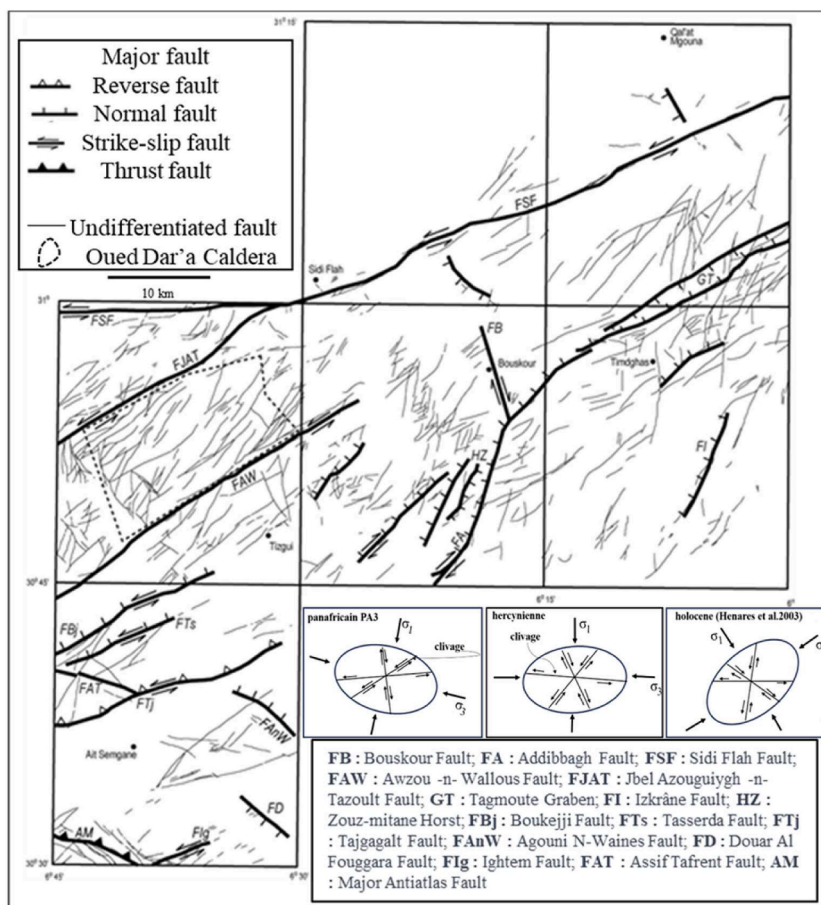 31° 15'
Qal'at
Mgouna
Major fault
Reverse fault
Normal fault
Strike-slip fault
Thrust fault
Undifferentiated fault
Oued Dar'a Caldera
10 km
FSF
Sidi Flah
GT
31°
FSF
FB
FJAT
Bouskour
Timdghas
FI
HZ
FAW
FA
Tizgui
30° 45'
6° 15'
6°
FBj
FTs
FAT
FTj
FAnW
Ait Semgane
FD
AM
FIg
30° 30'
6° 45'
6° 30'
panafricain PA3
σ1
clivage
σ3
hercynienne
σ1
clivage
σ3
holocene (Henares et al.2003)
σ1
σ
FB : Bouskour Fault; FA : Addibbagh Fault; FSF : Sidi Flah Fault;
FAW : Awzou -n- Wallous Fault; FJAT : Jbel Azouguiygh -n-
Tazoult Fault; GT : Tagmoute Graben; FI : Izkrâne Fault; HZ :
Zouz-mitane Horst; FBj : Boukejji Fault; FTs : Tasserda Fault; FTj
: Tajgagalt Fault; FAnW : Agouni N-Waines Fault; FD : Douar Al
Fouggara Fault; FIg : Ightem Fault; FAT : Assif Tafrent Fault; AM
: Major Antiatlas Fault